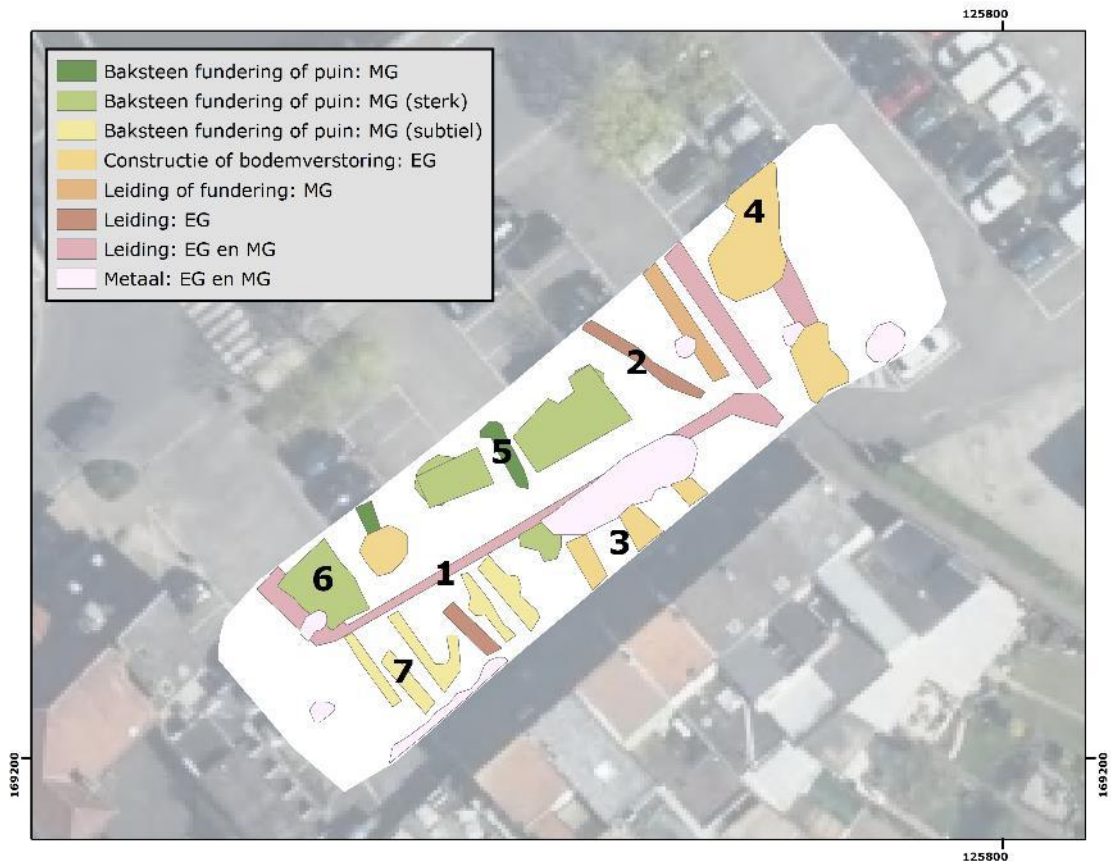 125800
Baksteen fundering of puin: MG
Baksteen fundering of puin: MG (sterk)
Baksteen fundering of puin: MG (subtiel)
Constructie of bodemverstoring: EG
Leiding of fundering: MG
Leiding: EG
Leiding: EG en MG
Metaal: EG en MG
4
2
5
3
1
6
7
169200
169200
125800